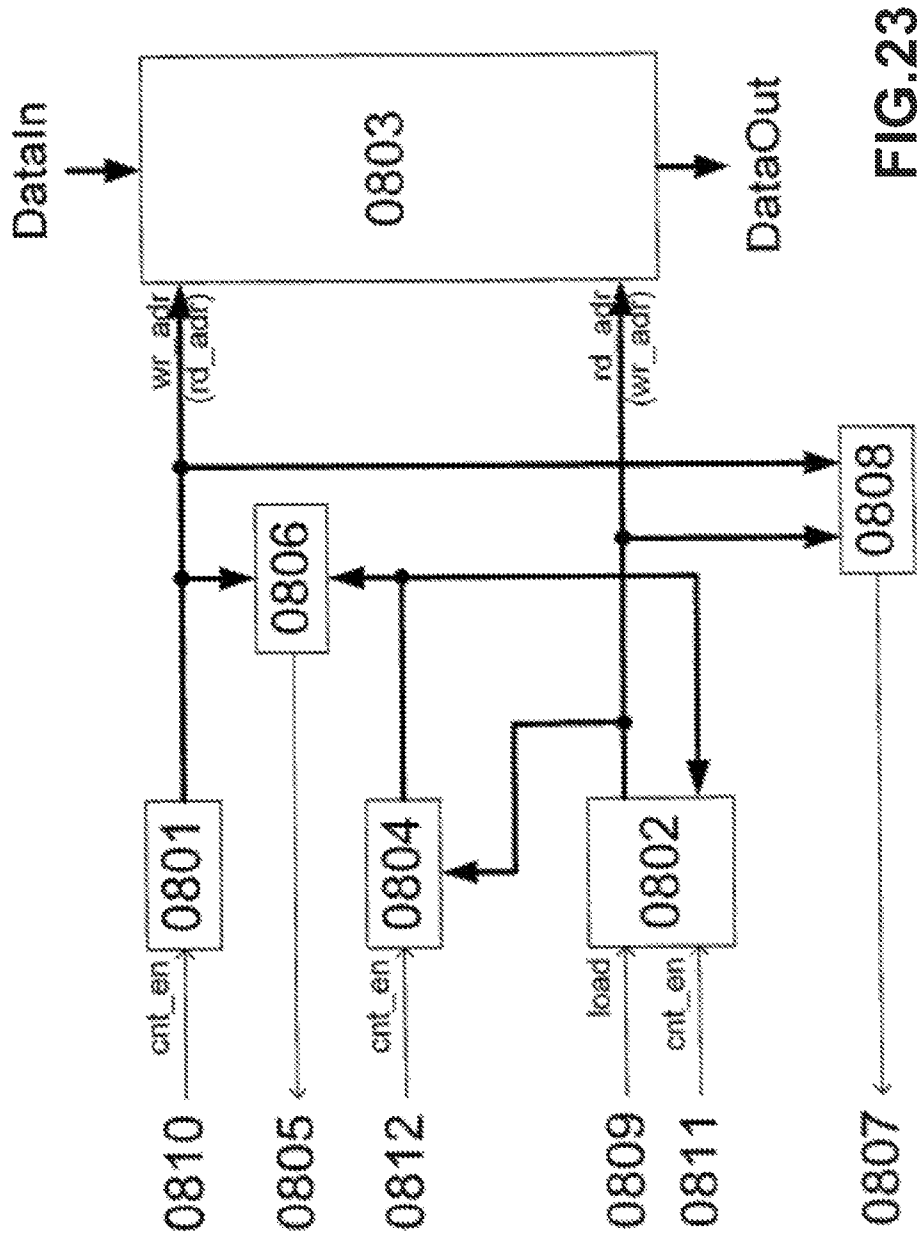 DataIn
0803
DataOut
wr_adr
(rd_adr)
rd_adr
(wr_adr)
0806
0808
0801
0804
0802
cnt_en
cnt_en
load
cnt_en
0810
0805
0812
0809
0811
0807
FIG.23